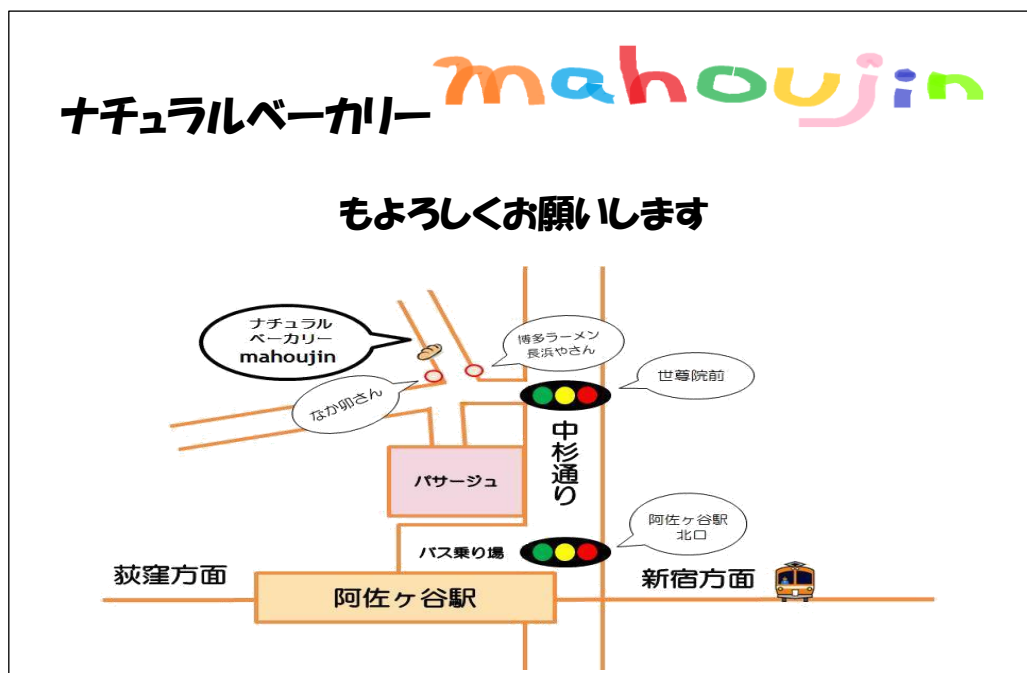 ナチュラルベーカリー mahoujin
もよろしくお願いします
ナチュラル
ベーカリー
mahoujin
博多ラーメン
長浜やさん
世尊院前
なか卯さん
中杉通り
パサージュ
阿佐ヶ谷駅
北口
バス乗り場
荻窪方面
新宿方面
阿佐ヶ谷駅